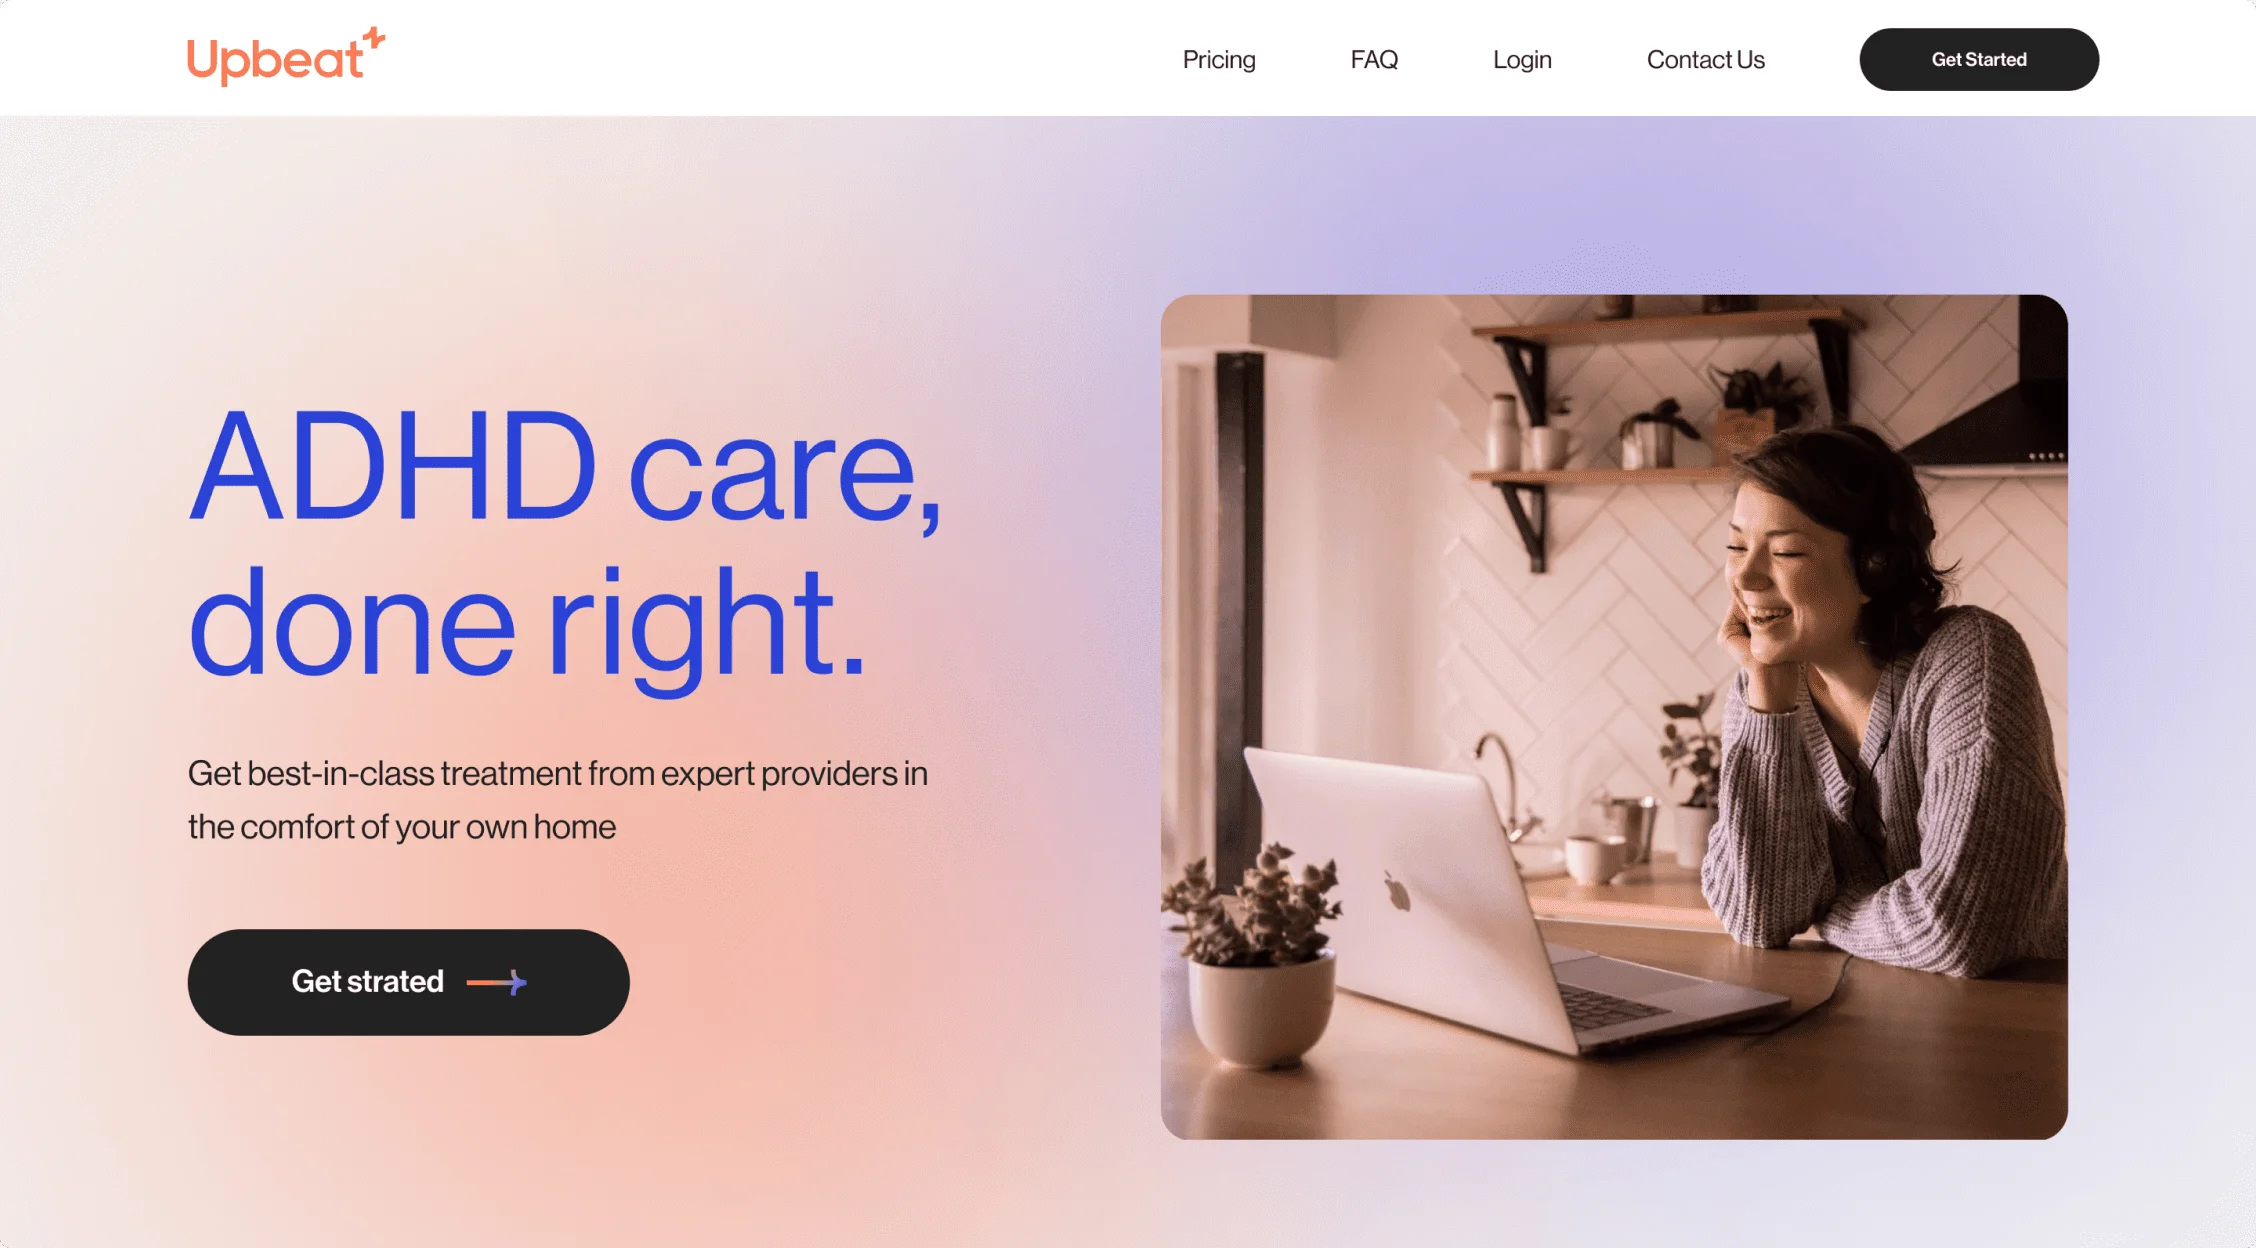 Upbeat
Pricing FAQ Login Contact Us Get Started
ADHD care,
done right.
Get best-in-class treatment from expert providers in
the comfort of your own home
Get strated